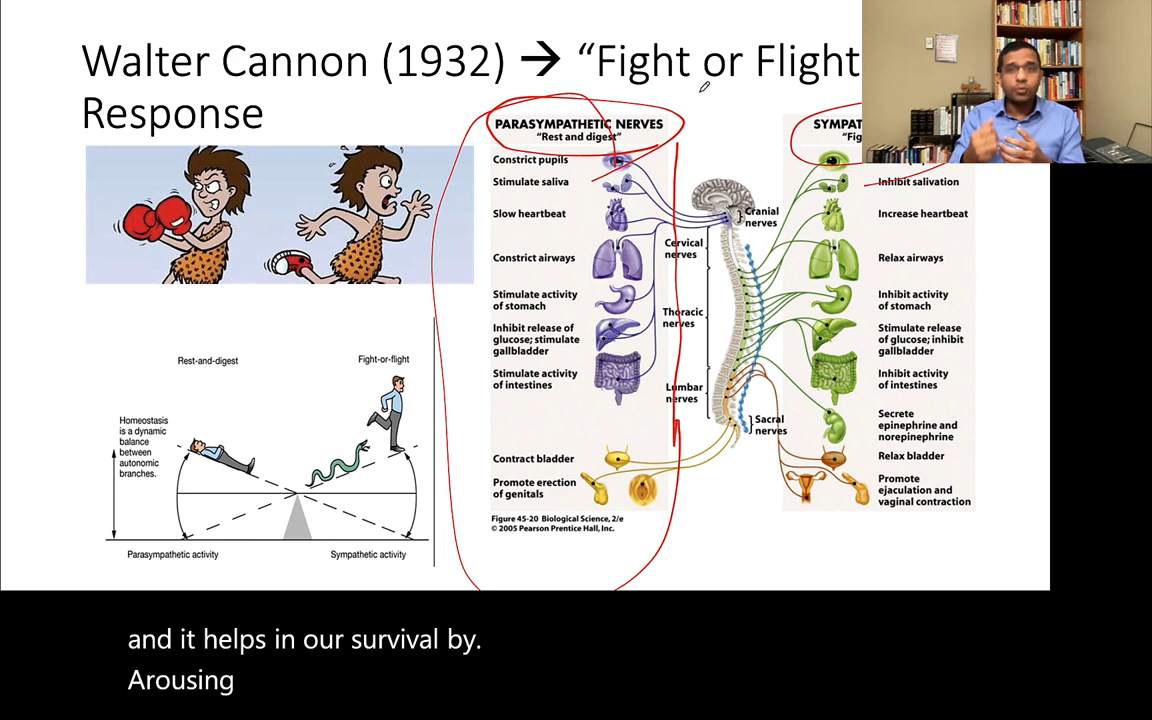 Walter Cannon (1932) → “Fight or Flight
Response
PARASYMPATHETIC NERVES
“Rest and digest”
Constrict pupils
Stimulate saliva
Slow heartbeat
Constrict airways
Stimulate activity
of stomach
Inhibit release of
glucose; stimulate
gallbladder
Stimulate activity
of intestines
Contract bladder
Promote erection
of genitals
Figure 45-20 Biological Science, 2/e
© 2005 Pearson Prentice Hall, Inc.
Cranial
nerves
Cervical
nerves
Thoracic
nerves
Lumbar
nerves
Sacral
nerves
SYMPAT
“Fig
Inhibit salivation
Increase heartbeat
Relax airways
Inhibit activity
of stomach
Stimulate release
of glucose; inhibit
gallbladder
Inhibit activity
of intestines
Secrete
epinephrine and
norepinephrine
Relax bladder
Promote
ejaculation and
vaginal contraction
Rest-and-digest
Fight-or-flight
Homeostasis
is a dynamic
balance
between
autonomic
branches.
Parasympathetic activity
Sympathetic activity
and it helps in our survival by.
Arousing